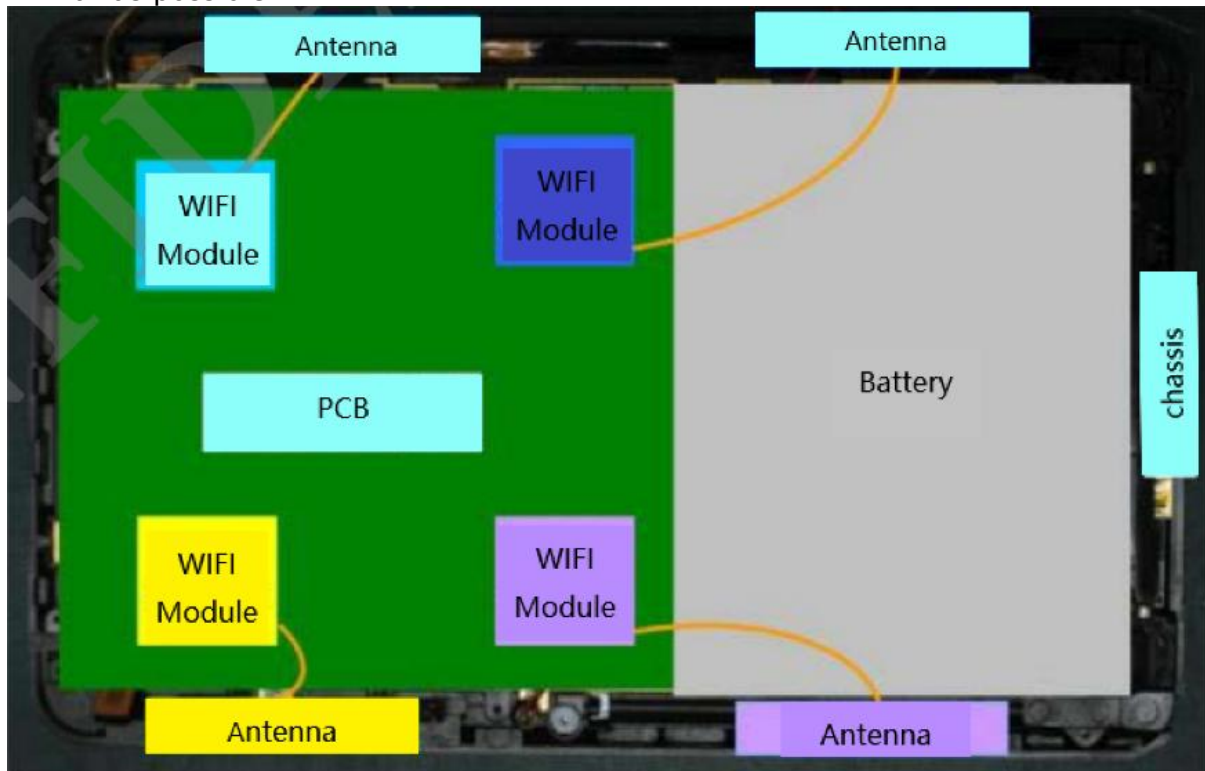 Antenna
Antenna
WIFI
Module
WIFI
Module
chassis
Battery
PCB
WIFI
Module
WIFI
Module
Antenna
Antenna